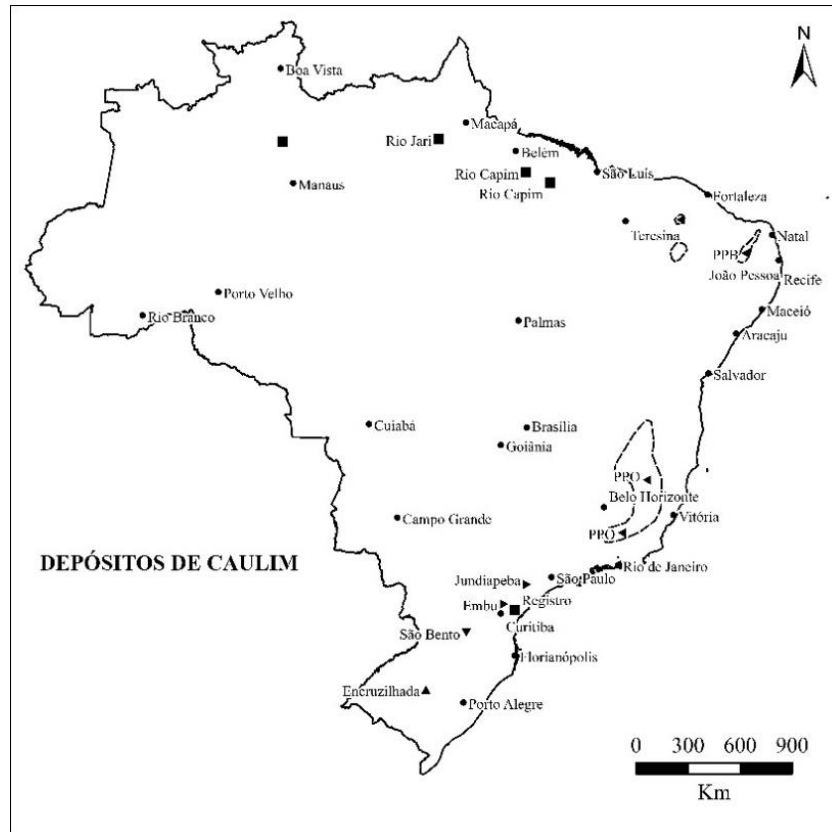 N
Boa Vista
Macapá
Rio Jari
Belém
Rio Capim
São Luís
Manaus
Rio Capim
Fortaleza
Teresina
Natal
PPB
João Pessoa
Recife
Porto Velho
Maceió
Rio Branco
Palmas
Aracaju
Salvador
Cuiabá
Brasília
Goiânia
PPO
Belo Horizonte
Campo Grande
Vitória
PPO
DEPÓSITOS DE CAULIM
Rio de Janeiro
Jundiapeba
São Paulo
Embu
Registro
Curitiba
São Bento
Florianópolis
Encruzilhada
Porto Alegre
0 300 600 900
Km